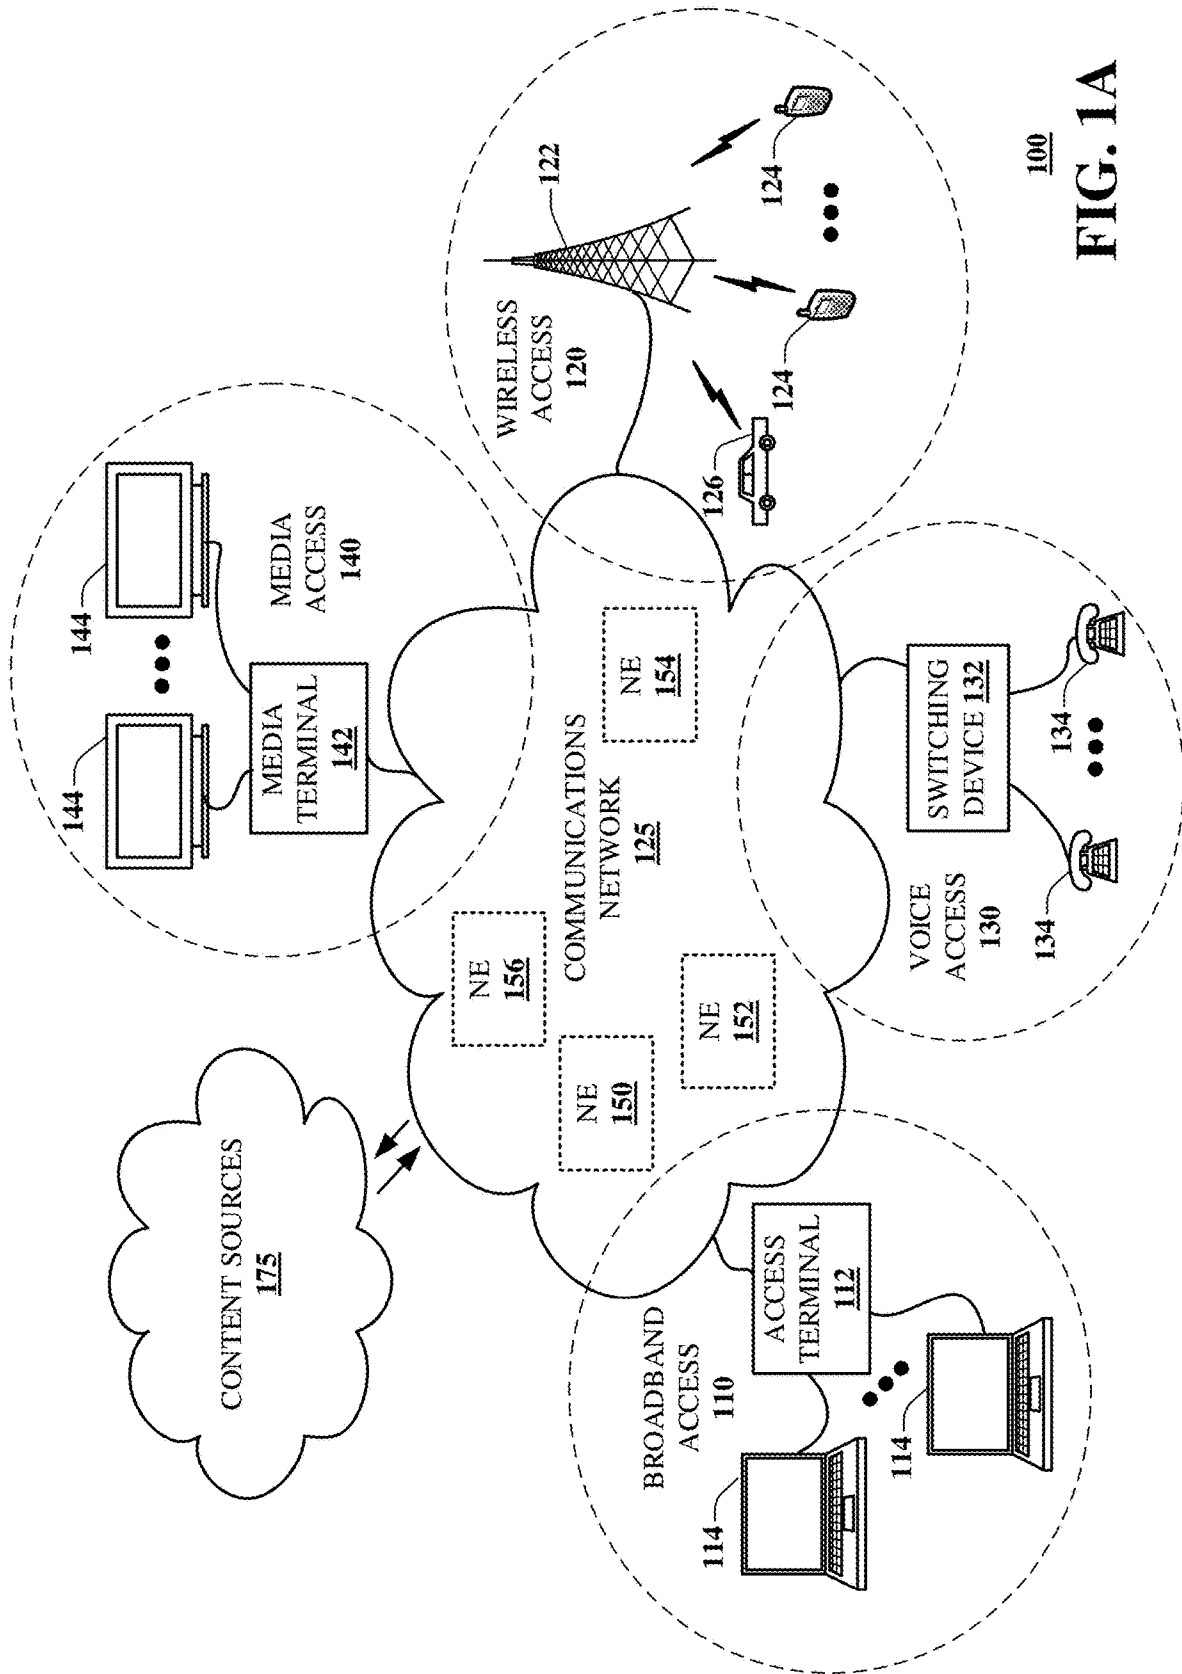 CONTENT SOURCES
175
144
144
MEDIA
TERMINAL
142
MEDIA
ACCESS
140
WIRELESS
ACCESS
120
122
124
124
126
NE
156
NE
150
NE
152
COMMUNICATIONS
NETWORK
125
NE
154
BROADBAND
ACCESS
110
ACCESS
TERMINAL
112
114
114
VOICE
ACCESS
130
SWITCHING
DEVICE 132
134
134
100
FIG. 1A